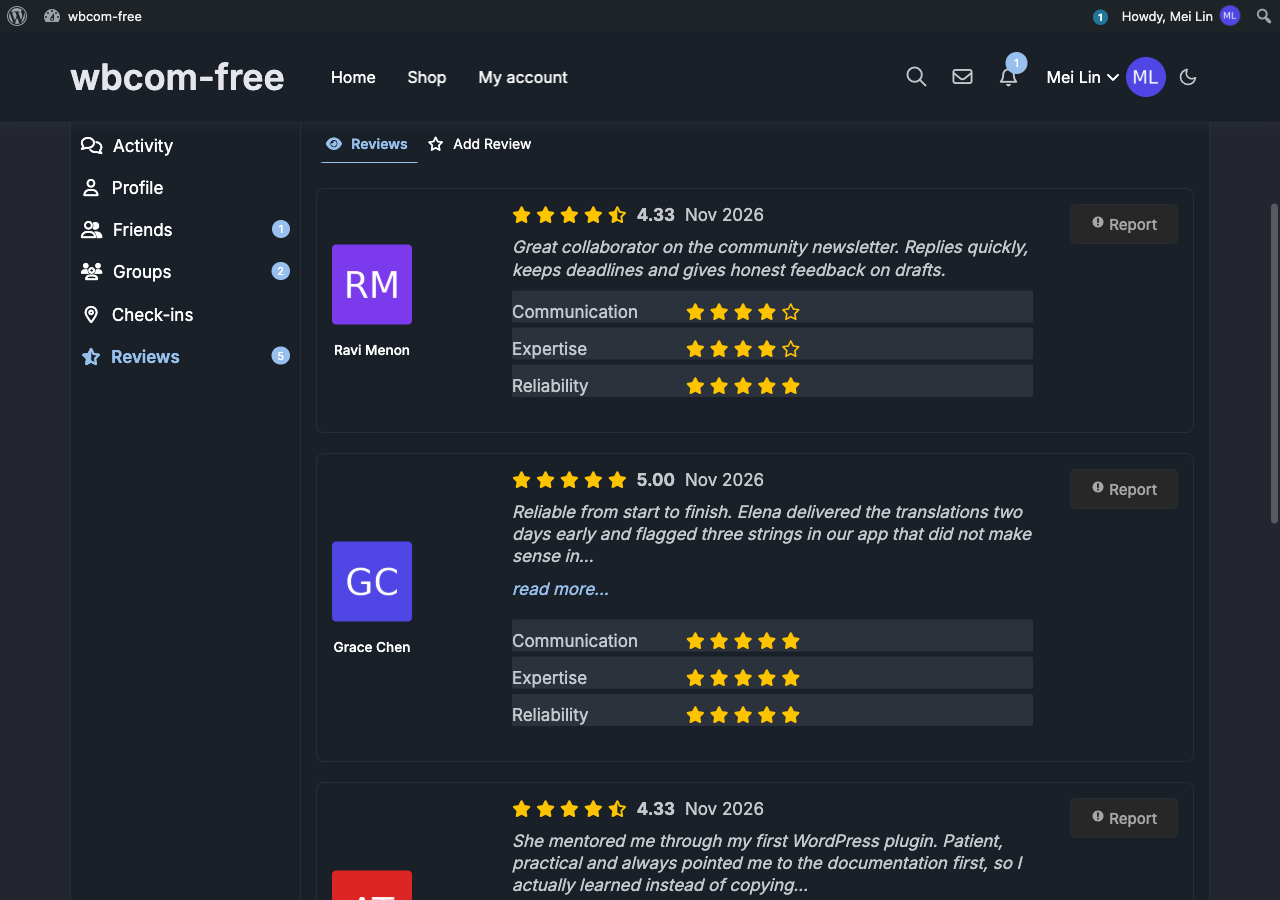 wbcom-free
1
Howdy, Mei Lin
ML
wbcom-free
Home
Shop
My account
1
Mei Lin
ML
Activity
Profile
Friends
1
Groups
2
Check-ins
Reviews
5
Reviews
Add Review
4.33 Nov 2026
Report
Great collaborator on the community newsletter. Replies quickly,
keeps deadlines and gives honest feedback on drafts.
RM
Ravi Menon
Communication
Expertise
Reliability
5.00 Nov 2026
Report
Reliable from start to finish. Elena delivered the translations two
days early and flagged three strings in our app that did not make
sense in...
read more...
GC
Grace Chen
Communication
Expertise
Reliability
4.33 Nov 2026
Report
She mentored me through my first WordPress plugin. Patient,
practical and always pointed me to the documentation first, so I
actually learned instead of copying...